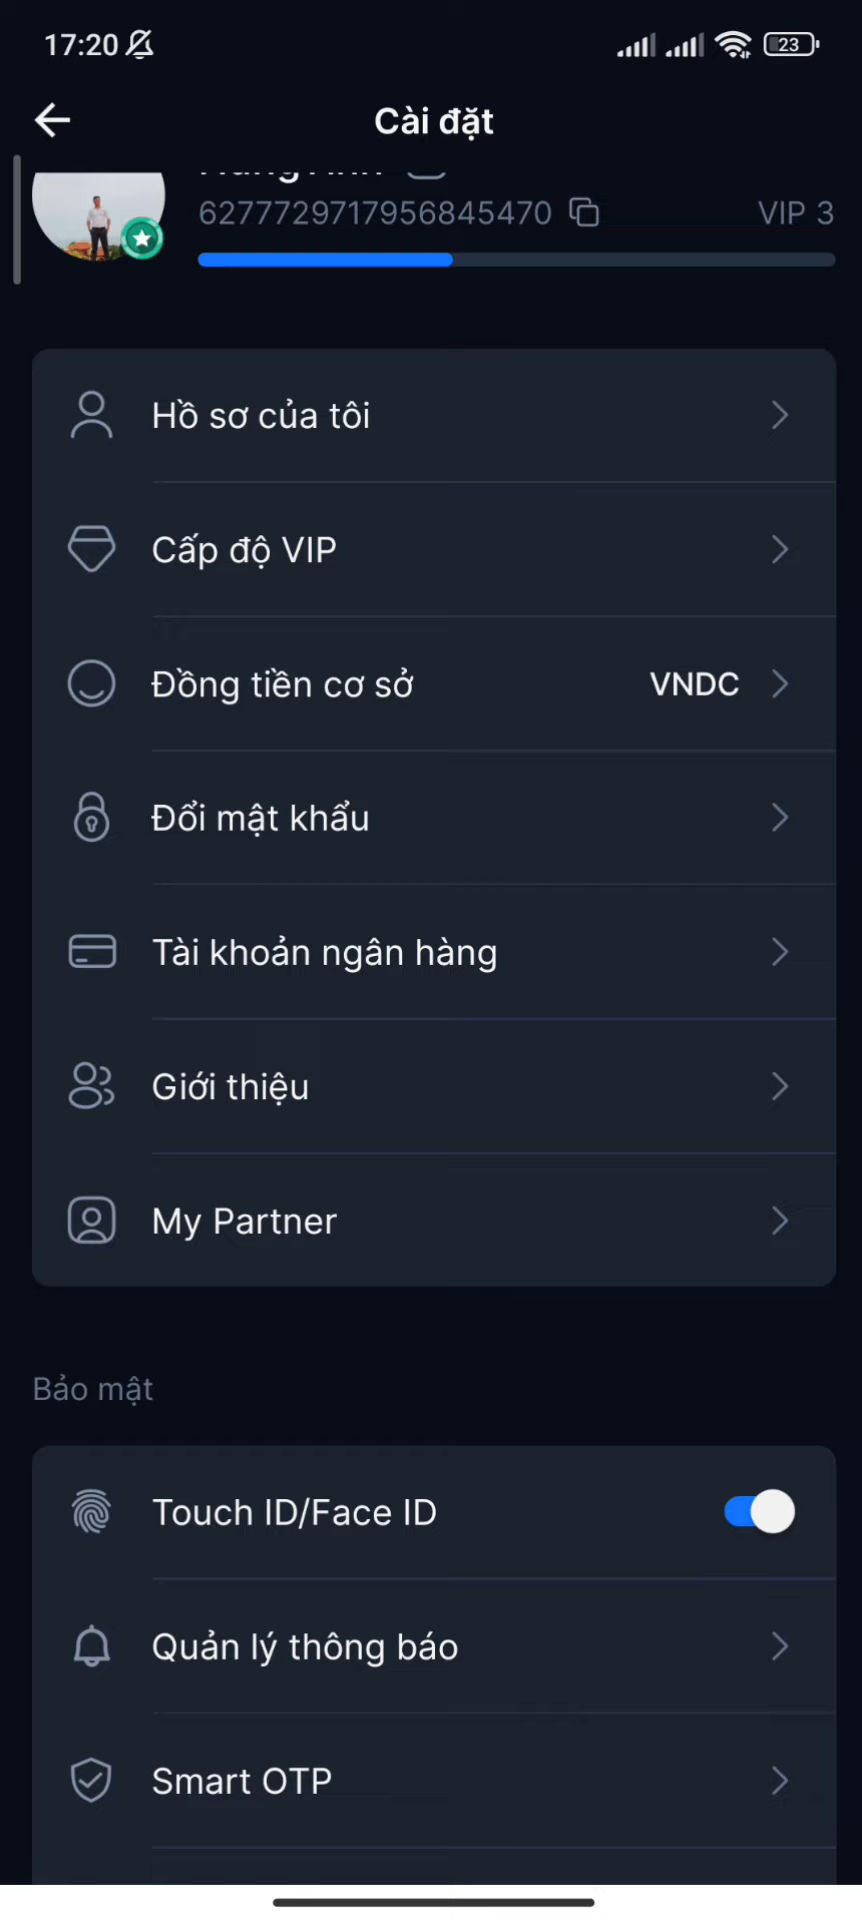 17:20
23
Cài đặt
6277729717956845470
VIP 3
Hồ sơ của tôi
Cấp độ VIP
Đồng tiền cơ sở
VNDC
Đổi mật khẩu
Tài khoản ngân hàng
Giới thiệu
My Partner
Bảo mật
Touch ID/Face ID
Quản lý thông báo
Smart OTP